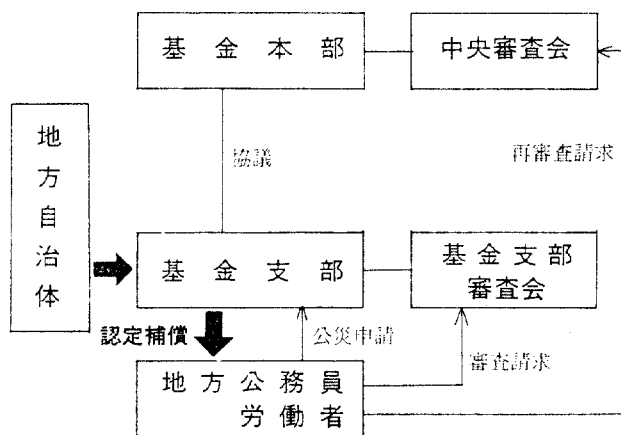 基金本部
中央審査会
地方自治体
協議
再審査請求
基金支部
基金支部
審査会
認定補償
公災申請
審査請求
地方公務員
労働者